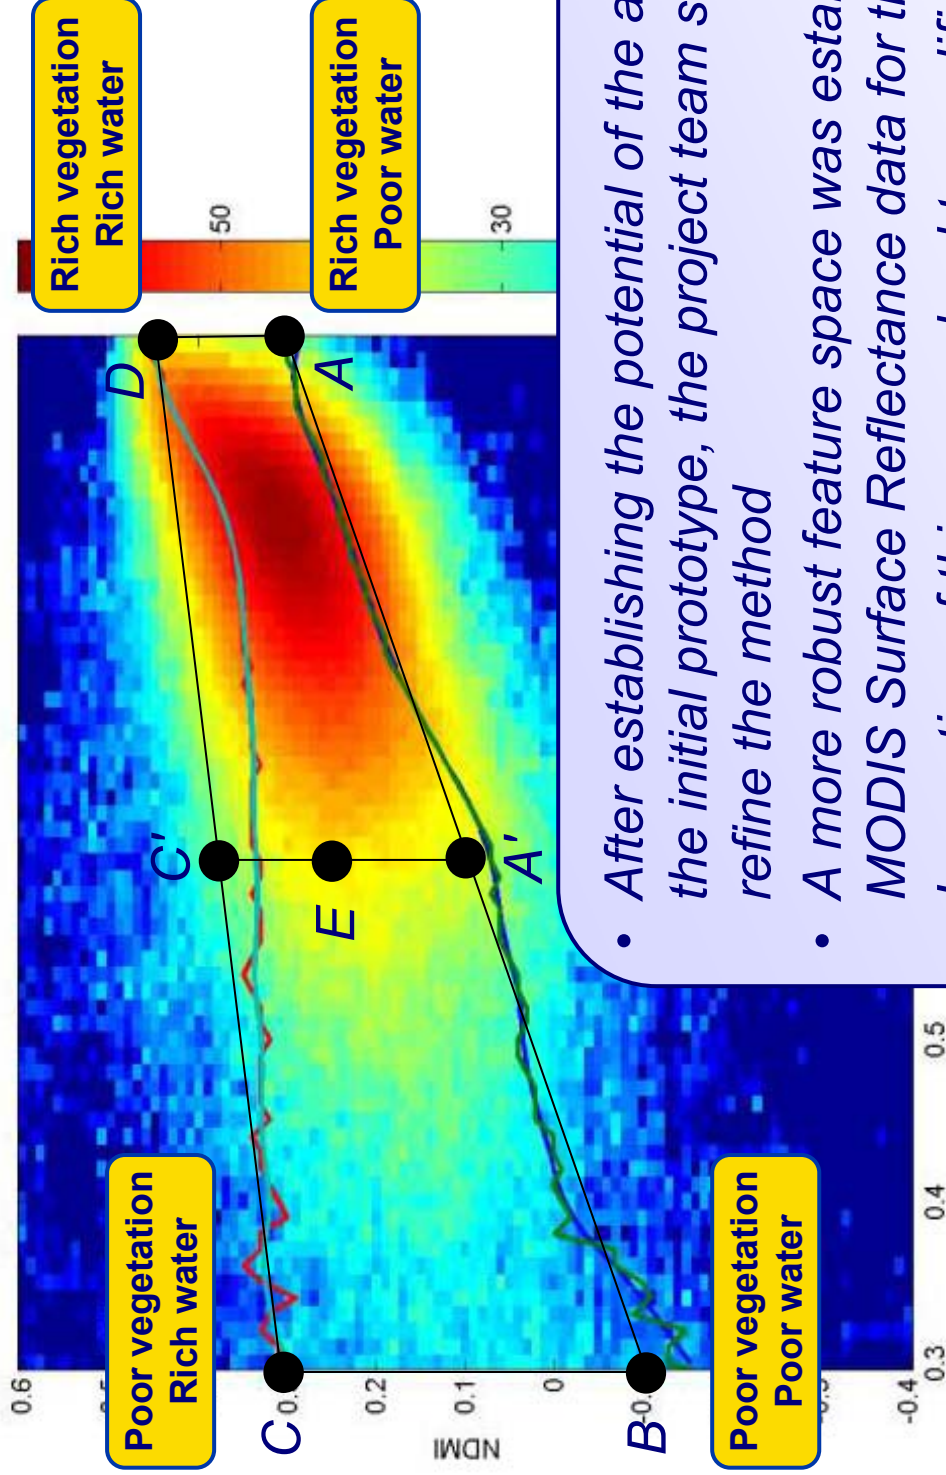 Poor vegetation
Rich water
Rich vegetation
Rich water
Rich vegetation
Poor water
Poor vegetation
Poor water
NDMI
0.6
0.2
0.1
0
-0.4
0.3
0.4
0.5
50
30
C
C'
D
E
A
A'
B
• After establishing the potential of the
the initial prototype, the project team
refine the method
• A more robust feature space was
MODIS Surface Reflectance data for